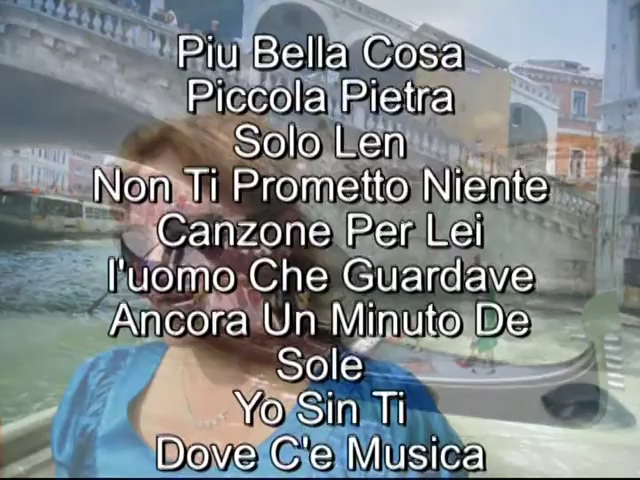 Piu Bella Cosa
Piccola Pietra
Solo Len
Non Ti Prometto Niente
Canzone Per Lei
l'uomo Che Guardave
Ancora Un Minuto De
Sole
Yo Sin Ti
Dove C'e Musica